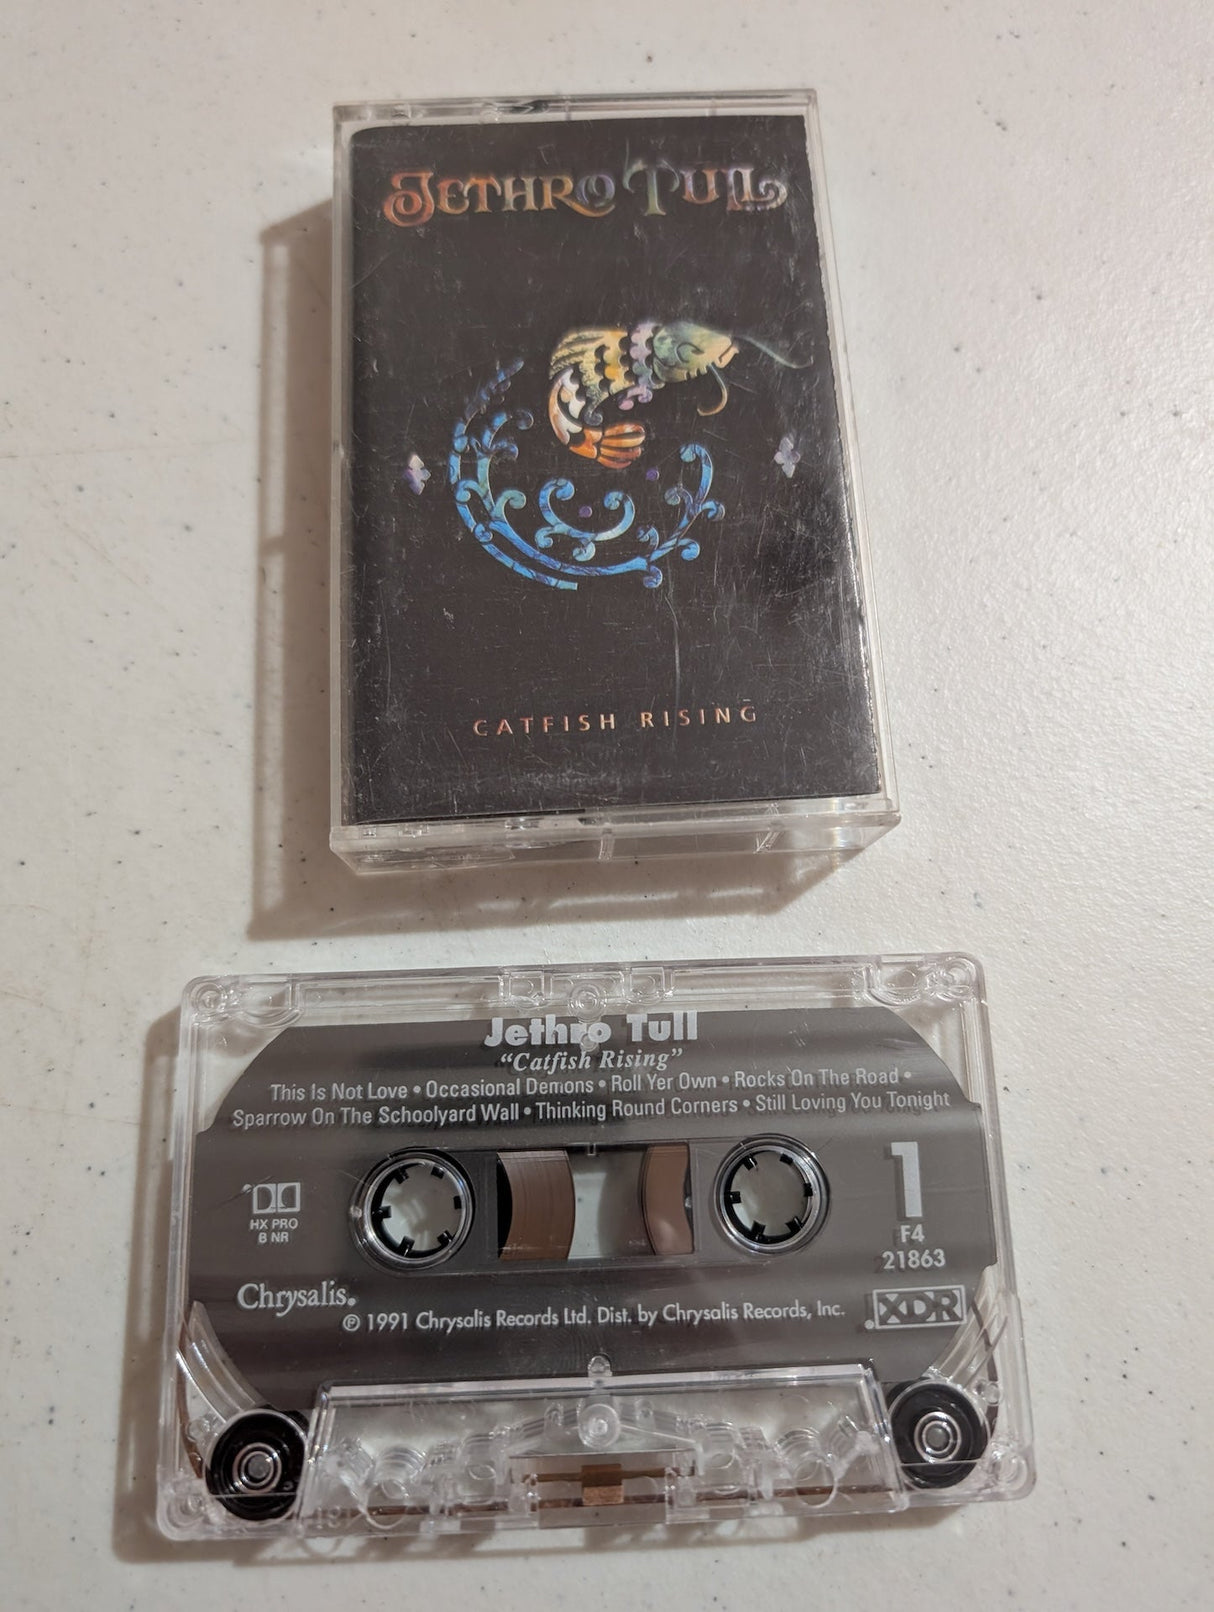 JETHRO TULL
CATFISH RISING
Jethro Tull
“Catfish Rising”
This Is Not Love • Occasional Demons • Roll Yer Own • Rocks On The Road •
Sparrow On The Schoolyard Wall • Thinking Round Corners • Still Loving You Tonight
1
HX PRO
B NR
F4
21863
Chrysalis.
℗ 1991 Chrysalis Records Ltd. Dist. by Chrysalis Records, Inc.
XDR